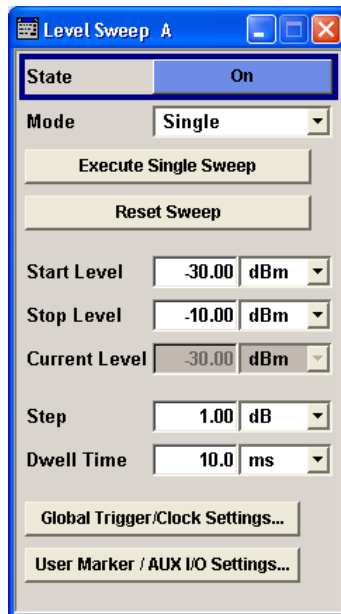 Level Sweep A
State On
Mode Single
Execute Single Sweep
Reset Sweep
Start Level -30.00 dBm
Stop Level -10.00 dBm
Current Level -30.00 dBm
Step 1.00 dB
Dwell Time 10.0 ms
Global Trigger/Clock Settings...
User Marker / AUX I/O Settings...